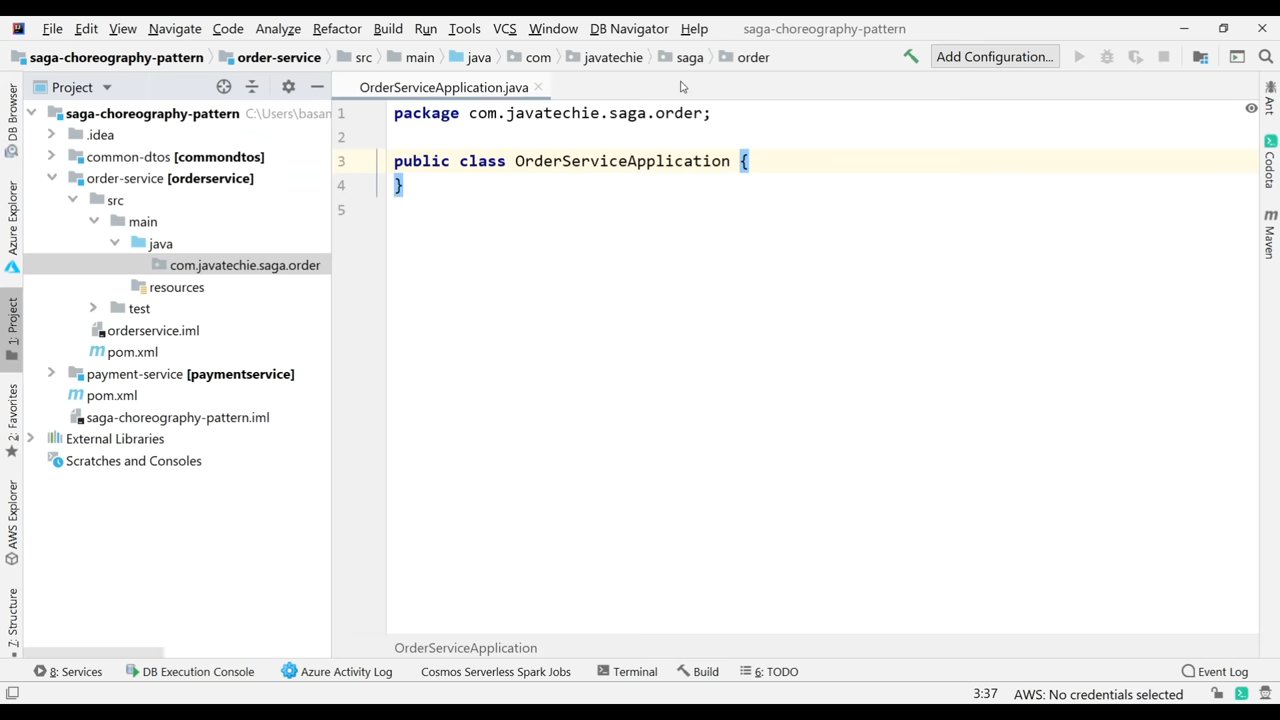 File Edit View Navigate Code Analyze Refactor Build Run Tools VCS Window DB Navigator Help saga-choreography-pattern
saga-choreography-pattern order-service src main java com javatechie saga order Add Configuration...
Project
OrderServiceApplication.java
saga-choreography-pattern C:\Users\basan
.idea
common-dtos [commondtos]
order-service [orderservice]
src
main
java
com.javatechie.saga.order
resources
test
orderservice.iml
pom.xml
payment-service [paymentservice]
pom.xml
saga-choreography-pattern.iml
External Libraries
Scratches and Consoles
1 package com.javatechie.saga.order;
2
3 public class OrderServiceApplication {
4 }
5
OrderServiceApplication
DB Browser
Azure Explorer
1: Project
2: Favorites
AWS Explorer
7: Structure
Ant
Codota
Maven
8: Services DB Execution Console Azure Activity Log Cosmos Serverless Spark Jobs Terminal Build 6: TODO Event Log
3:37 AWS: No credentials selected